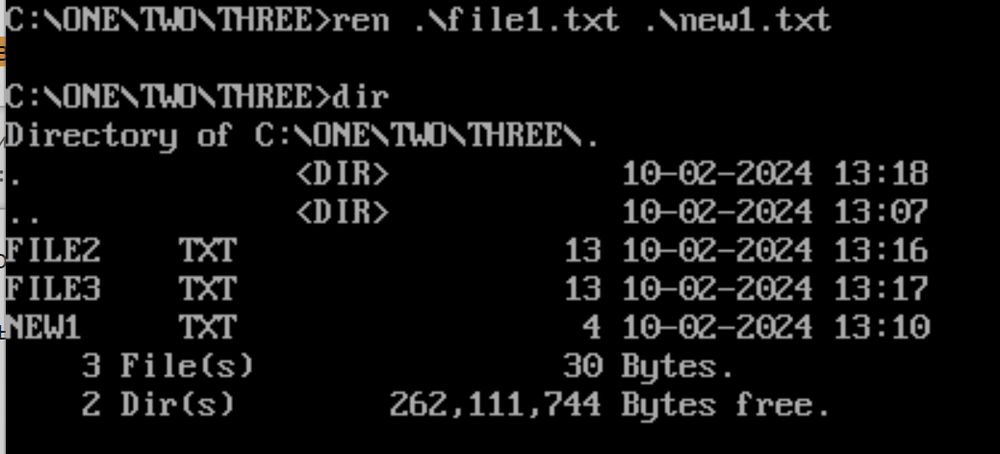 C:\ONE\TWO\THREE>ren .\file1.txt .\new1.txt
C:\ONE\TWO\THREE>dir
Directory of C:\ONE\TWO\THREE\.
. <DIR> 10-02-2024 13:18
.. <DIR> 10-02-2024 13:07
FILE2 TXT 13 10-02-2024 13:16
FILE3 TXT 13 10-02-2024 13:17
NEW1 TXT 4 10-02-2024 13:10
3 File(s) 30 Bytes.
2 Dir(s) 262,111,744 Bytes free.